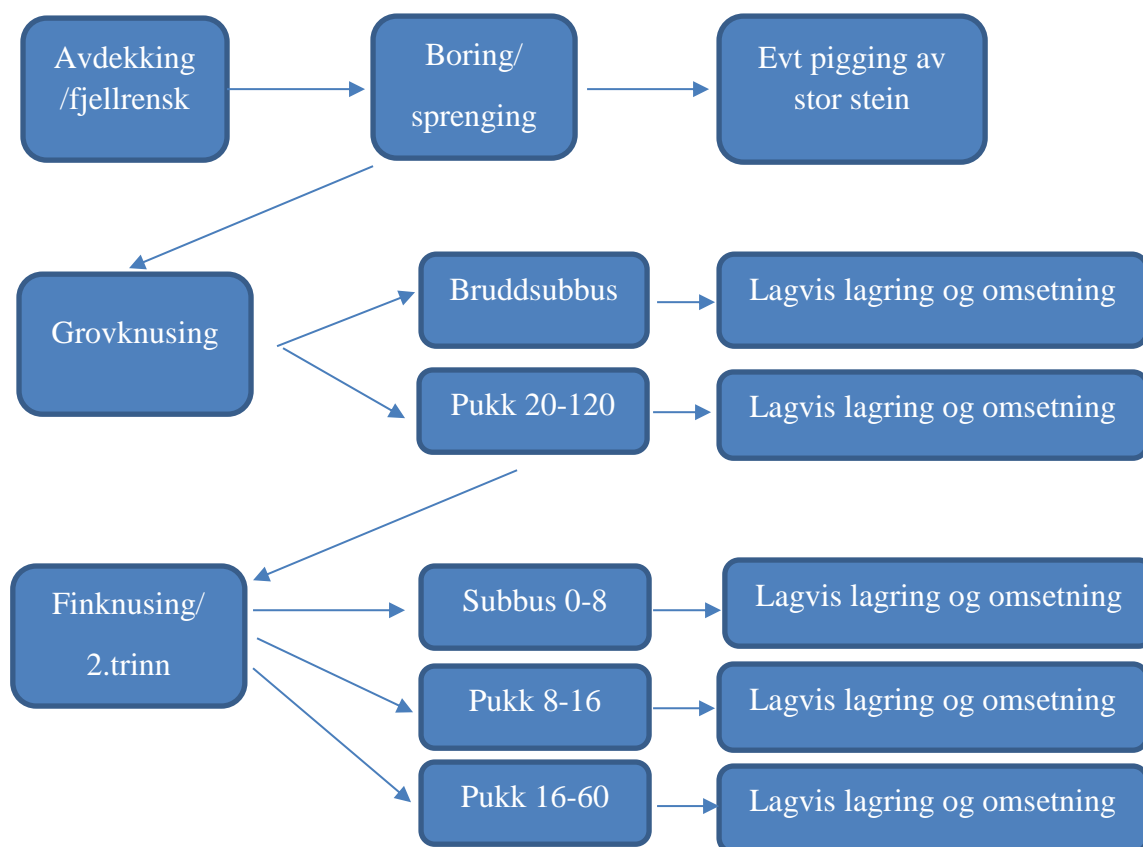 Avdekking
/fjellrensk
Boring/
sprenging
Evt pigging av
stor stein
Grovknusing
Bruddsubbus
Lagvis lagring og omsetning
Pukk 20-120
Lagvis lagring og omsetning
Finknusing/
2.trinn
Subbus 0-8
Lagvis lagring og omsetning
Pukk 8-16
Lagvis lagring og omsetning
Pukk 16-60
Lagvis lagring og omsetning